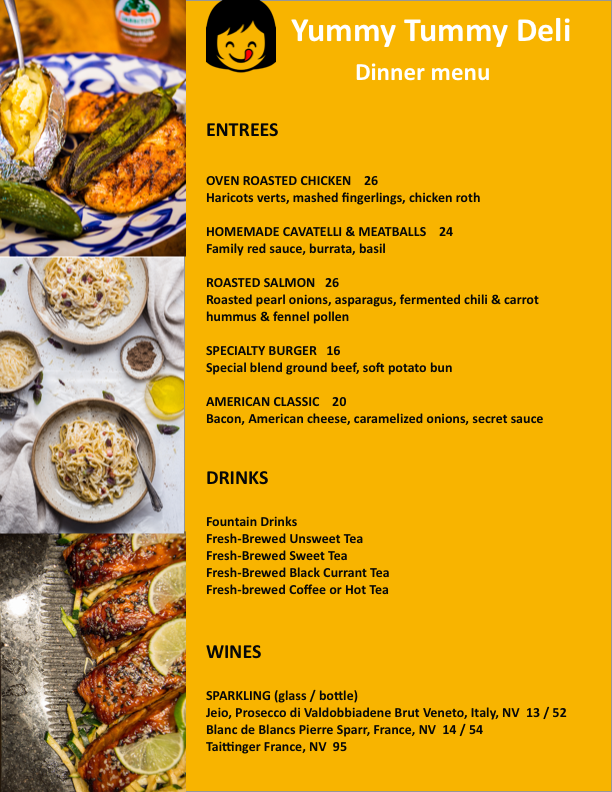 JARRITOS
Yummy Tummy Deli
Dinner menu
ENTREES
OVEN ROASTED CHICKEN 26
Haricots verts, mashed fingerlings, chicken roth
HOMEMADE CAVATELLI & MEATBALLS 24
Family red sauce, burrata, basil
ROASTED SALMON 26
Roasted pearl onions, asparagus, fermented chili & carrot
hummus & fennel pollen
SPECIALTY BURGER 16
Special blend ground beef, soft potato bun
AMERICAN CLASSIC 20
Bacon, American cheese, caramelized onions, secret sauce
DRINKS
Fountain Drinks
Fresh-Brewed Unsweet Tea
Fresh-Brewed Sweet Tea
Fresh-Brewed Black Currant Tea
Fresh-brewed Coffee or Hot Tea
WINES
SPARKLING (glass / bottle)
Jeio, Prosecco di Valdobbiadene Brut Veneto, Italy, NV 13 / 52
Blanc de Blancs Pierre Sparr, France, NV 14 / 54
Taittinger France, NV 95